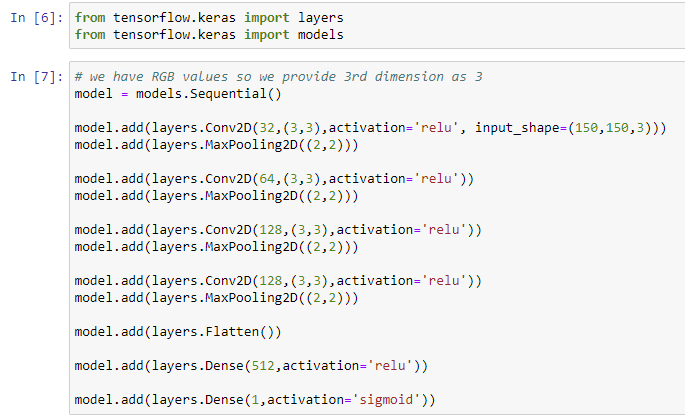 In [6]: from tensorflow.keras import layers
from tensorflow.keras import models
In [7]: # we have RGB values so we provide 3rd dimension as 3
model = models.Sequential()
model.add(layers.Conv2D(32,(3,3),activation='relu', input_shape=(150,150,3)))
model.add(layers.MaxPooling2D((2,2)))
model.add(layers.Conv2D(64,(3,3),activation='relu'))
model.add(layers.MaxPooling2D((2,2)))
model.add(layers.Conv2D(128,(3,3),activation='relu'))
model.add(layers.MaxPooling2D((2,2)))
model.add(layers.Conv2D(128,(3,3),activation='relu'))
model.add(layers.MaxPooling2D((2,2)))
model.add(layers.Flatten())
model.add(layers.Dense(512,activation='relu'))
model.add(layers.Dense(1,activation='sigmoid'))